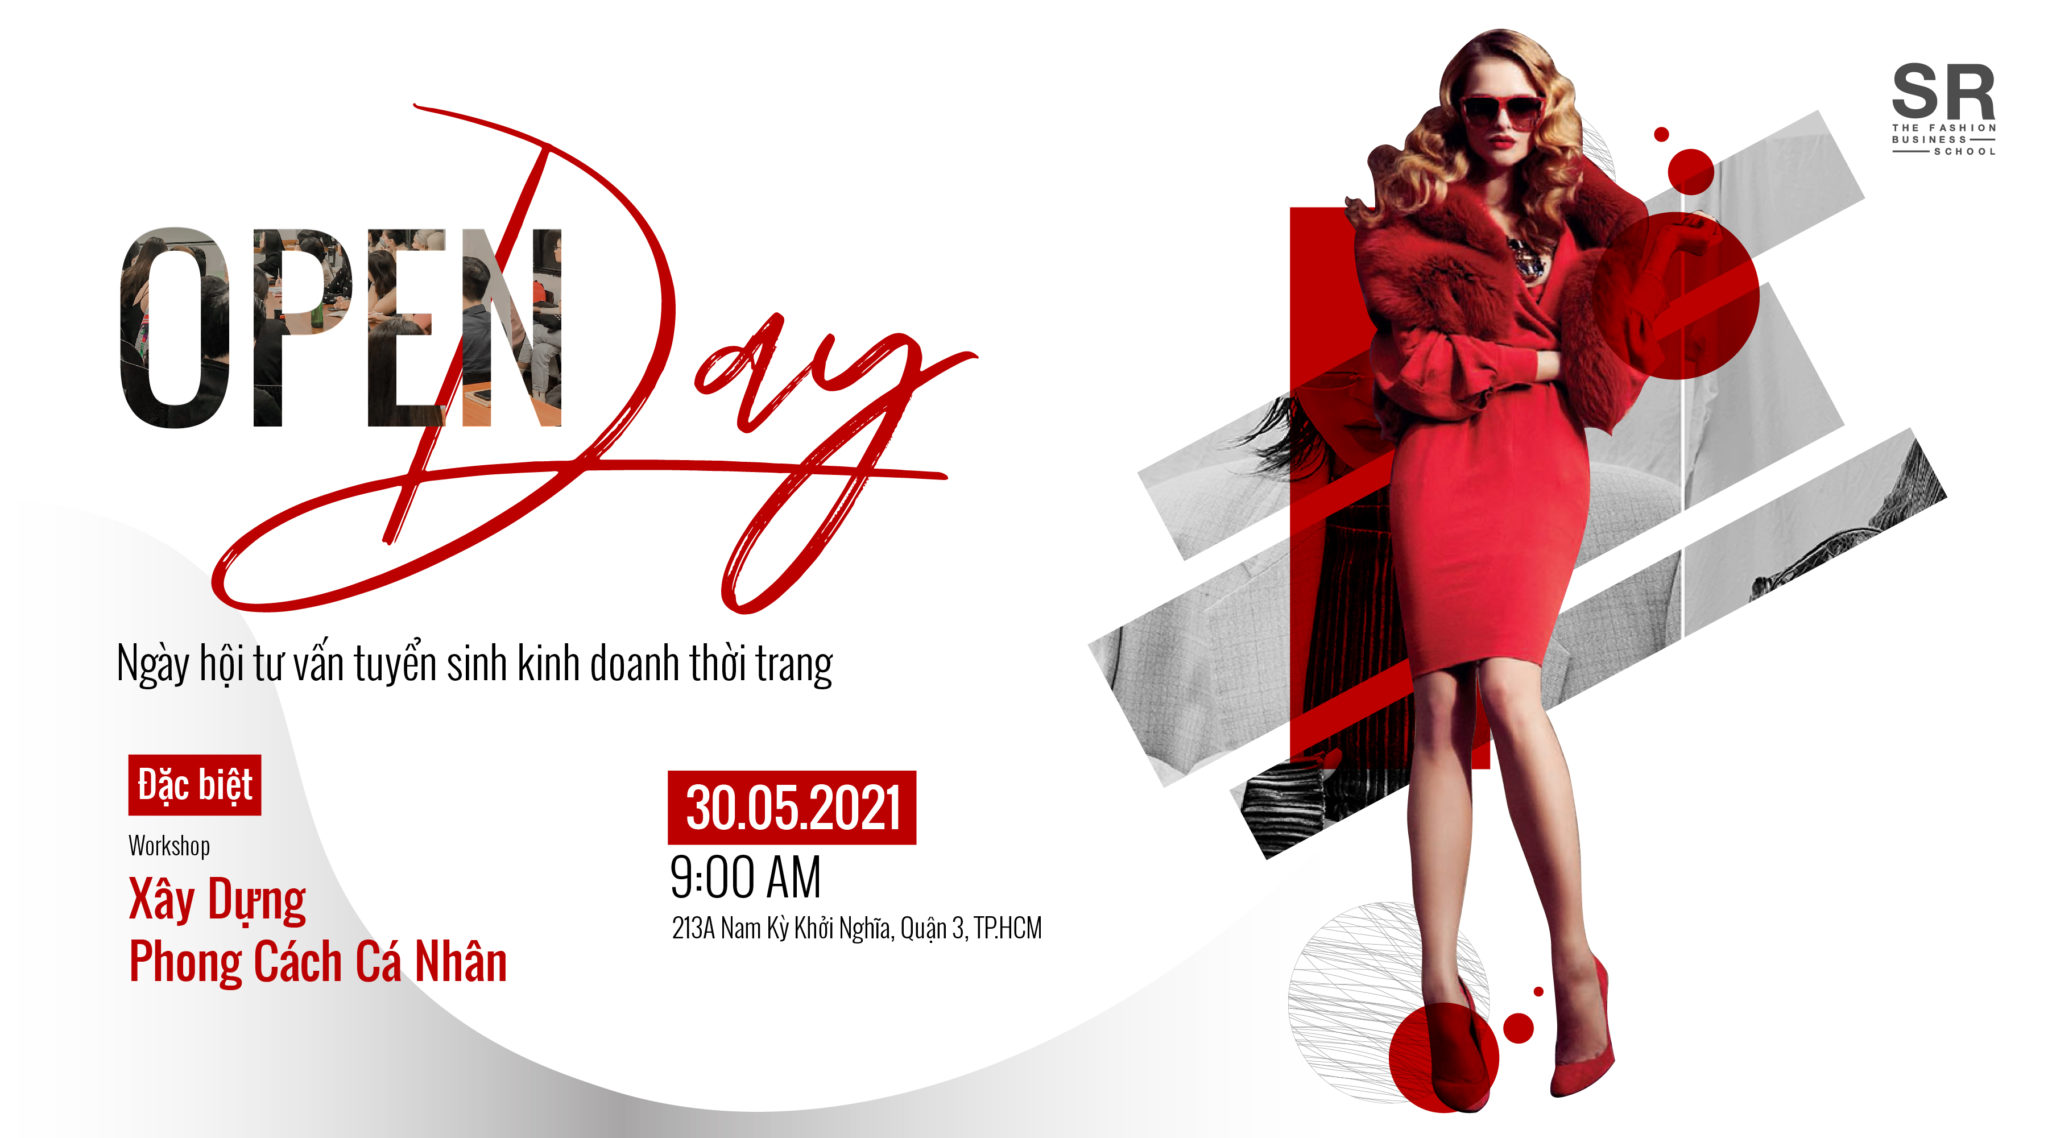 OPEN Day
SR
THE FASHION
BUSINESS
SCHOOL
Ngày hội tư vấn tuyển sinh kinh doanh thời trang
Đặc biệt
Workshop
Xây Dựng
Phong Cách Cá Nhân
30.05.2021
9:00 AM
213A Nam Kỳ Khởi Nghĩa, Quận 3, TP.HCM